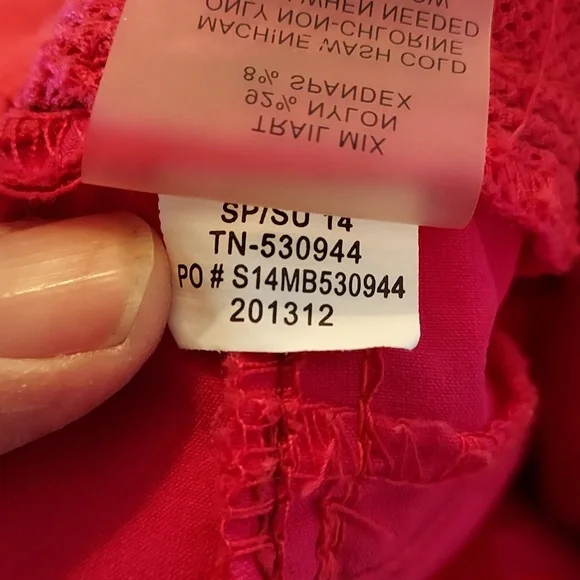 TRAIL MIX
92% NYLON
8% SPANDEX
MACHINE WASH COLD
ONLY NON-CHLORINE
WHEN NEEDED
SP/SU 14
TN-530944
PO # S14MB530944
201312